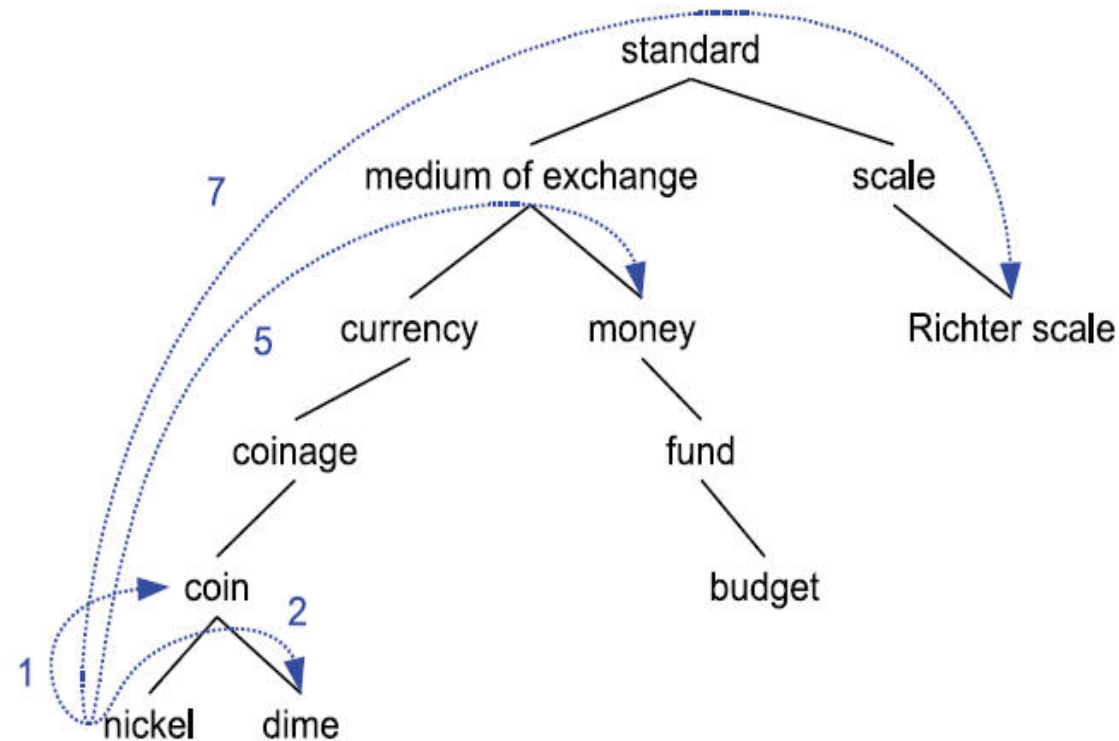 standard
7
medium of exchange
scale
5
currency
money
Richter scale
coinage
fund
coin
2
budget
1
nickel
dime